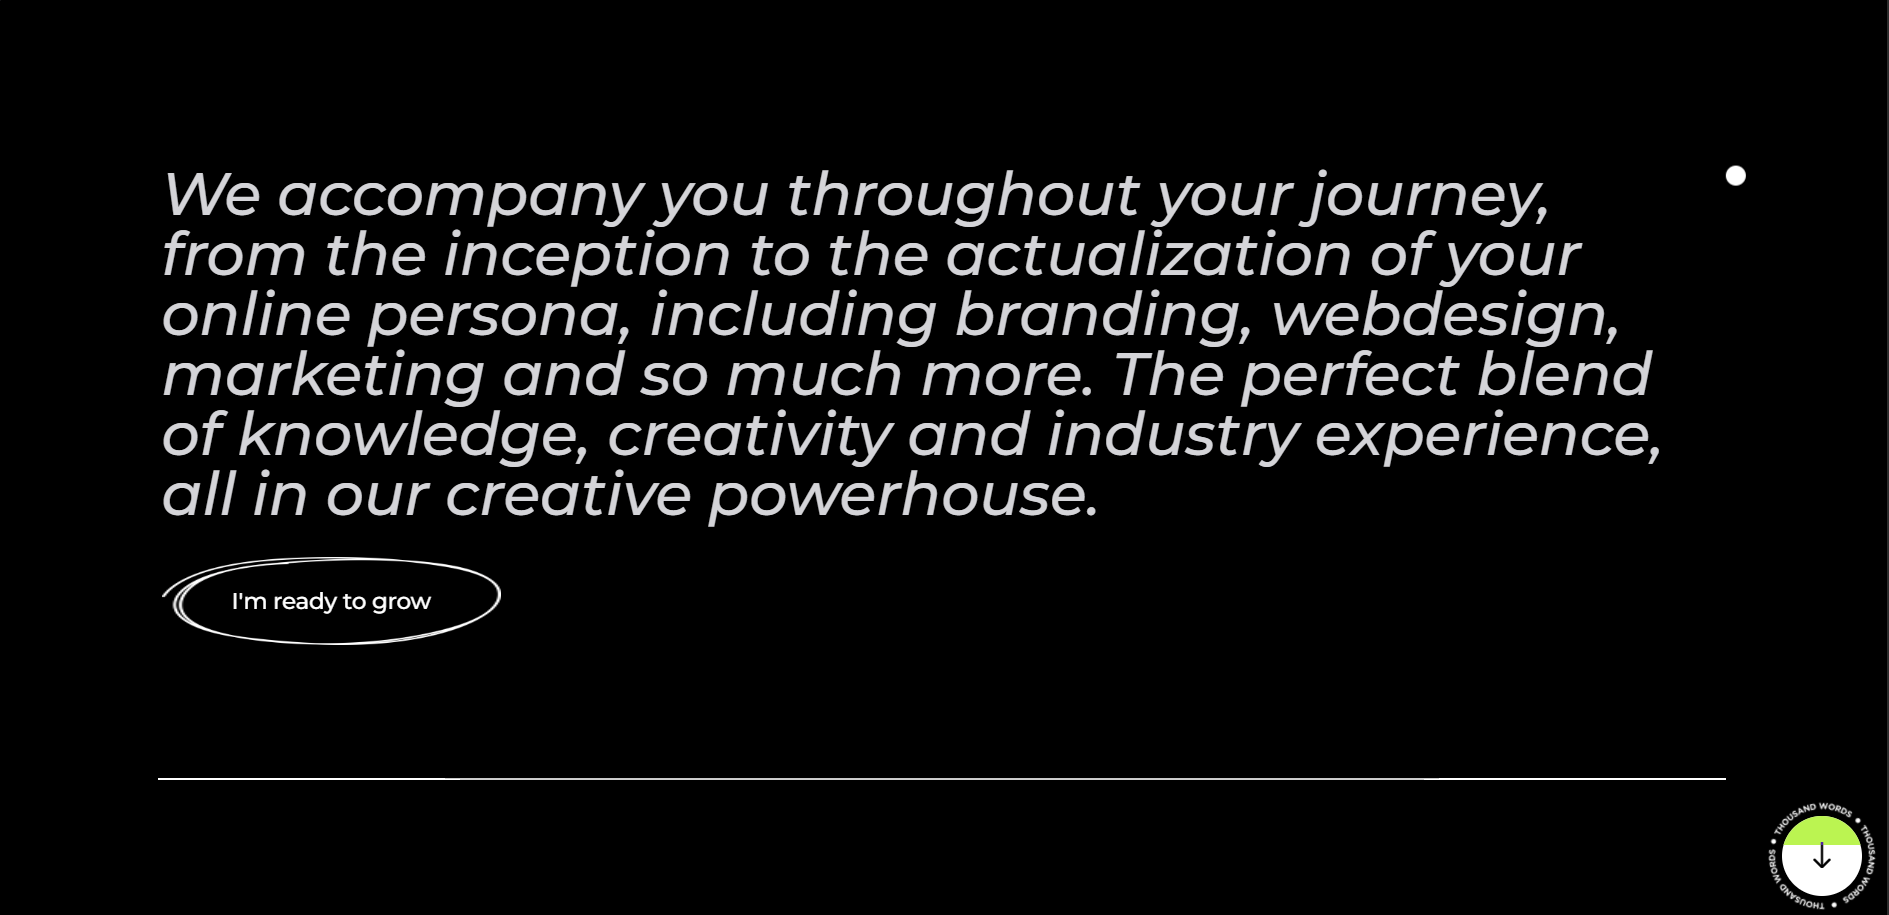 We accompany you throughout your journey,
from the inception to the actualization of your
online persona, including branding, webdesign,
marketing and so much more. The perfect blend
of knowledge, creativity and industry experience,
all in our creative powerhouse.
I'm ready to grow
THOUSAND WORDS • THOUSAND WORDS • THOUSAND WORDS •